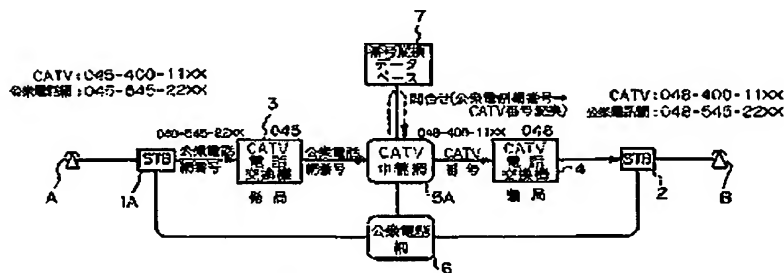 7
番号変換
データ
ベース
CATV:045-400-11XX
公衆電話網:045-545-22XX
問合せ(公衆電話網番号→
CATV番号変換)
CATV:048-400-11XX
公衆電話網:048-545-22XX
3
048-545-22XX
045
048-400-11XX
048
STB
公衆電話
網番号
CATV
電話
交換機
公衆電話
網番号
CATV
中継網
CATV
番号
CATV
電話
交換機
STB
A
1A
発局
5A
4
着局
2
B
公衆電話
網
6